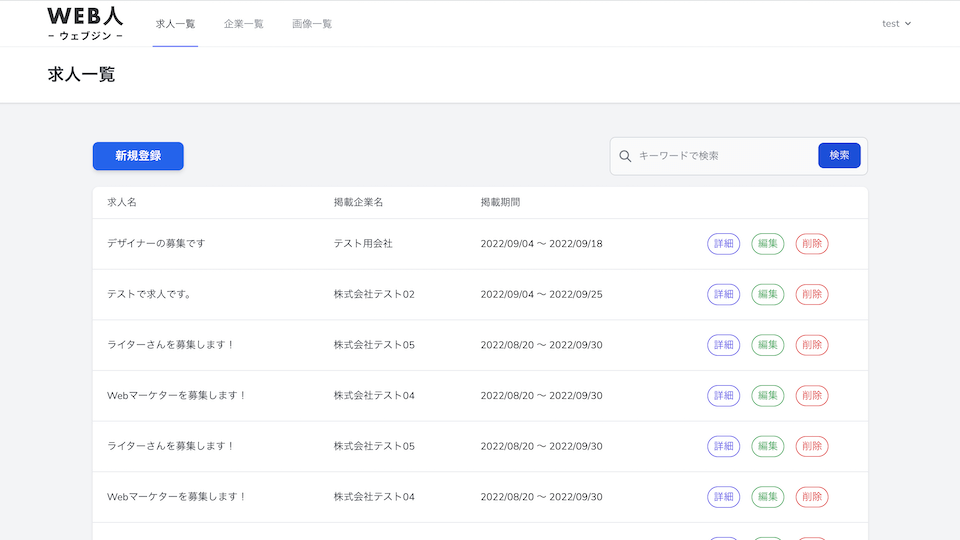 WEB人
− ウェブジン −
求人一覧 企業一覧 画像一覧 test
求人一覧
新規登録 キーワードで検索 検索
求人名 掲載企業名 掲載期間
デザイナーの募集です テスト用会社 2022/09/04 〜 2022/09/18 詳細 編集 削除
テストで求人です。 株式会社テスト02 2022/09/04 〜 2022/09/25 詳細 編集 削除
ライターさんを募集します！ 株式会社テスト05 2022/08/20 〜 2022/09/30 詳細 編集 削除
Webマーケターを募集します！ 株式会社テスト04 2022/08/20 〜 2022/09/30 詳細 編集 削除
ライターさんを募集します！ 株式会社テスト05 2022/08/20 〜 2022/09/30 詳細 編集 削除
Webマーケターを募集します！ 株式会社テスト04 2022/08/20 〜 2022/09/30 詳細 編集 削除